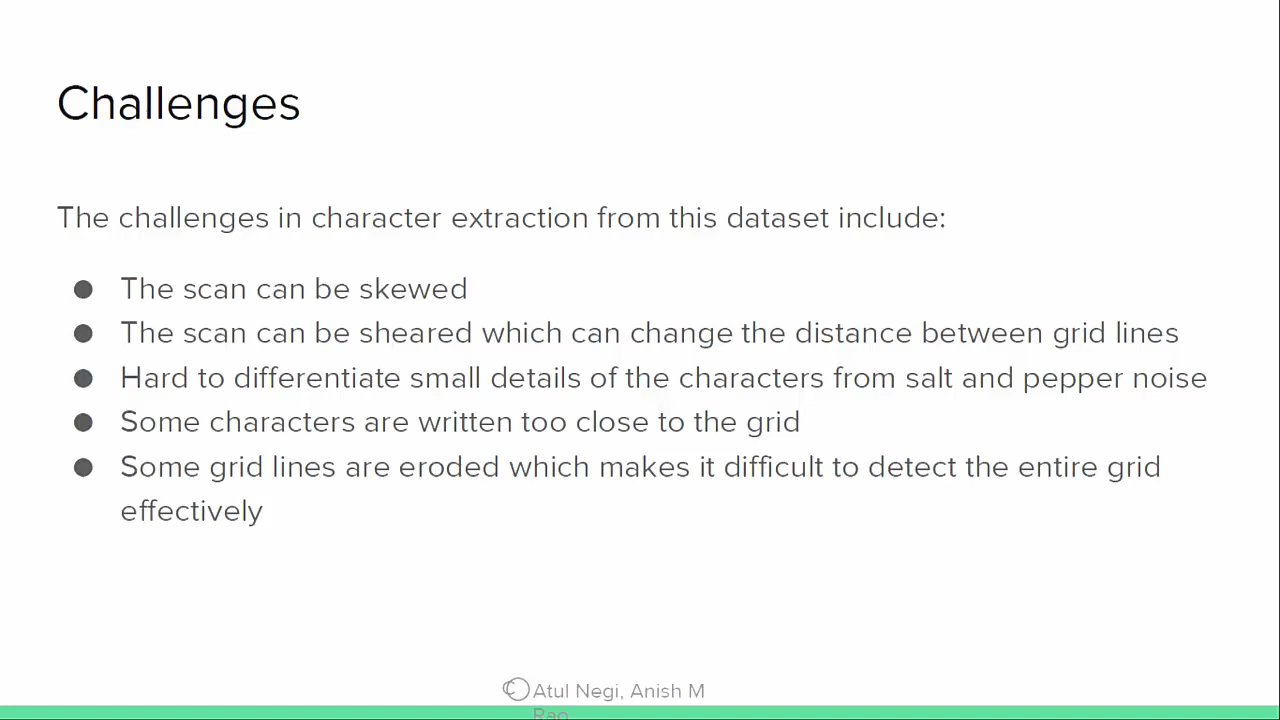 Challenges
The challenges in character extraction from this dataset include:
● The scan can be skewed
● The scan can be sheared which can change the distance between grid lines
● Hard to differentiate small details of the characters from salt and pepper noise
● Some characters are written too close to the grid
● Some grid lines are eroded which makes it difficult to detect the entire grid
effectively
© Atul Negi, Anish M
Rao